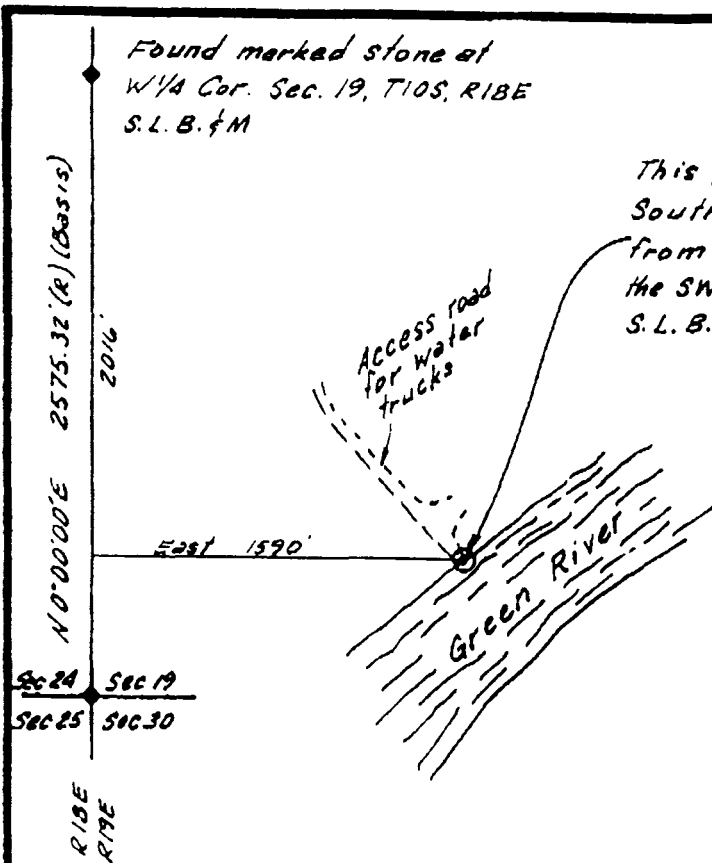 Found marked stone at
W 1/4 Cor. Sec. 19, T10S, R18E
S.L.B. & M
This
South
from
the SW
S.L.B.
N 0°00'00"E 2575.32' (R) (Basis)
2016'
Access road
for water
trucks
East 1590'
Green River
Sec 24 Sec 19
Sec 25 Sec 30
R18E
R19E